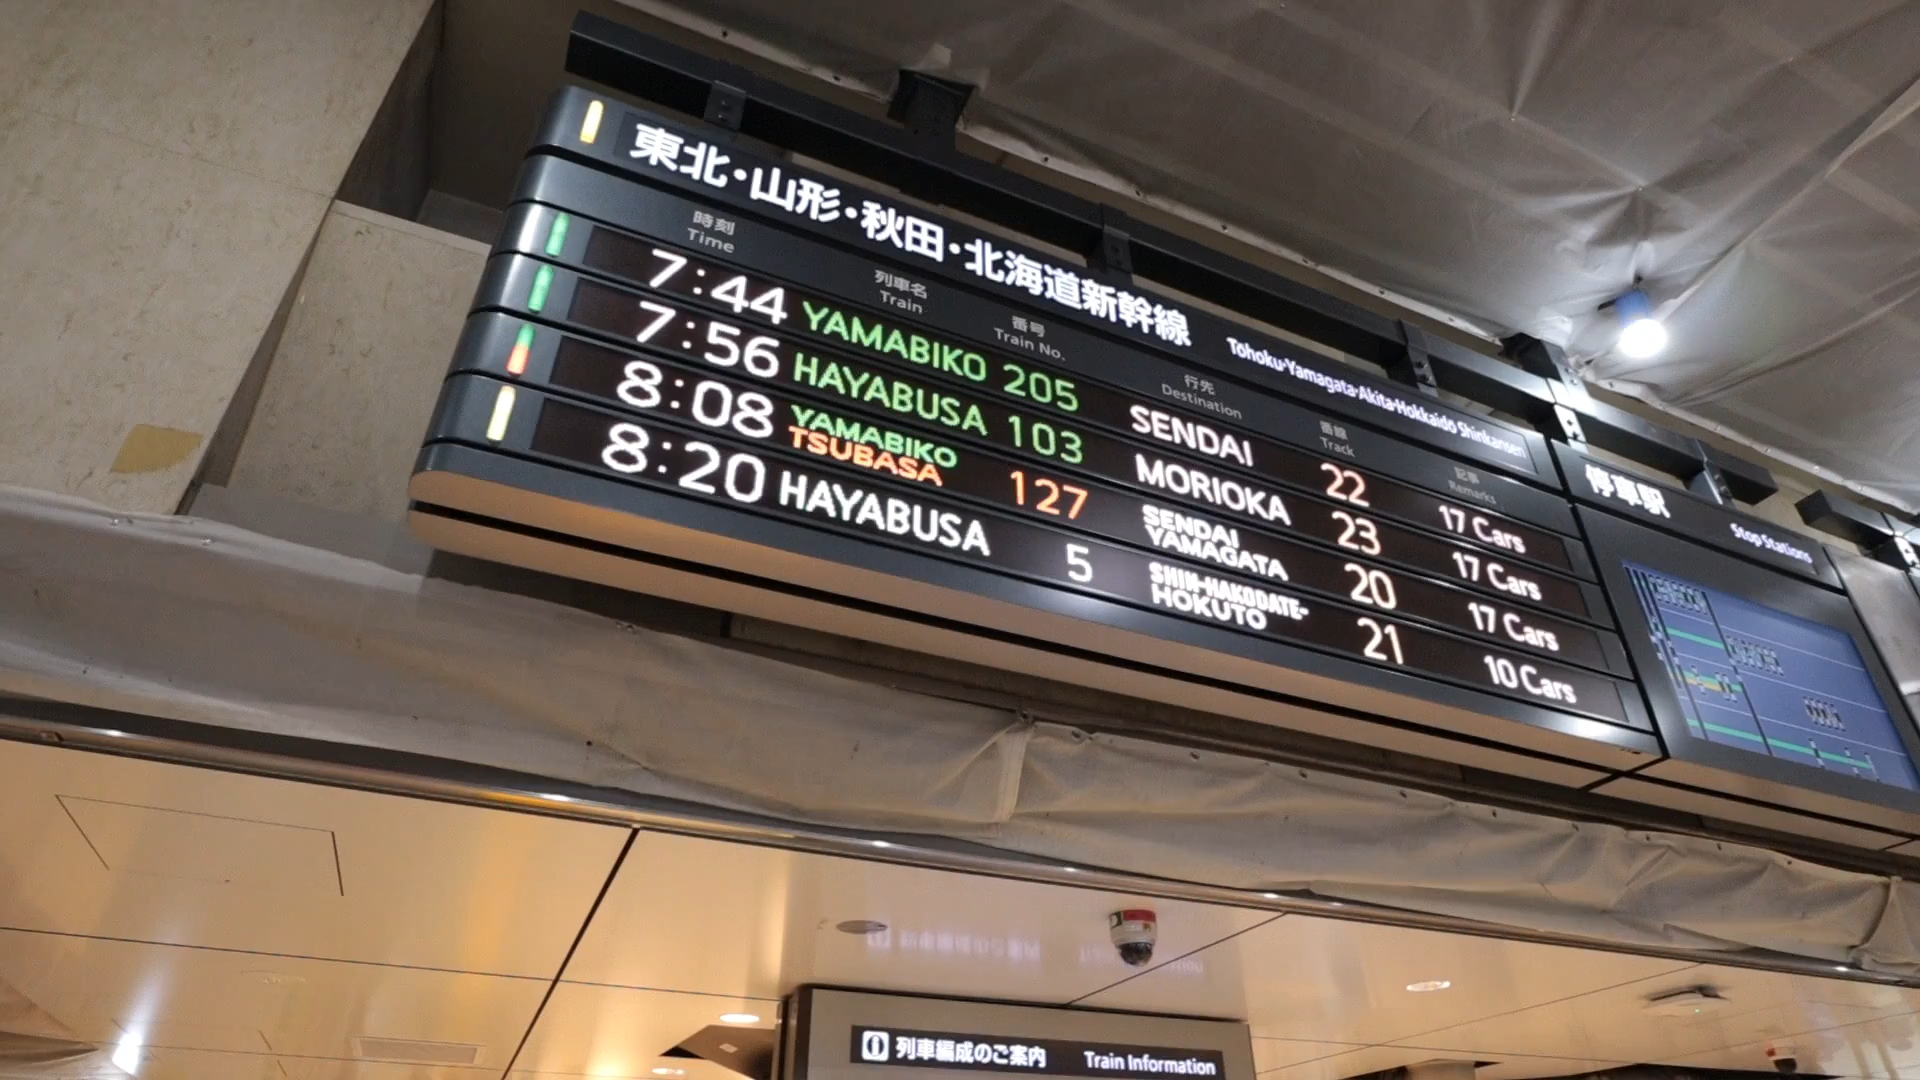 東北・山形・秋田・北海道新幹線 Tohoku・Yamagata・Akita・Hokkaido Shinkansen
時刻 列車名 番号 行先 番線 記事
Time Train Train No. Destination Track Remarks
7:44 YAMABIKO 205 SENDAI 22 17 Cars
7:56 HAYABUSA 103 MORIOKA 23 17 Cars
8:08 YAMABIKO TSUBASA 127 SENDAI YAMAGATA 20 17 Cars
8:20 HAYABUSA 5 SHIN-HAKODATE-HOKUTO 21 10 Cars
停車駅 Stop Stations
列車編成のご案内 Train Information